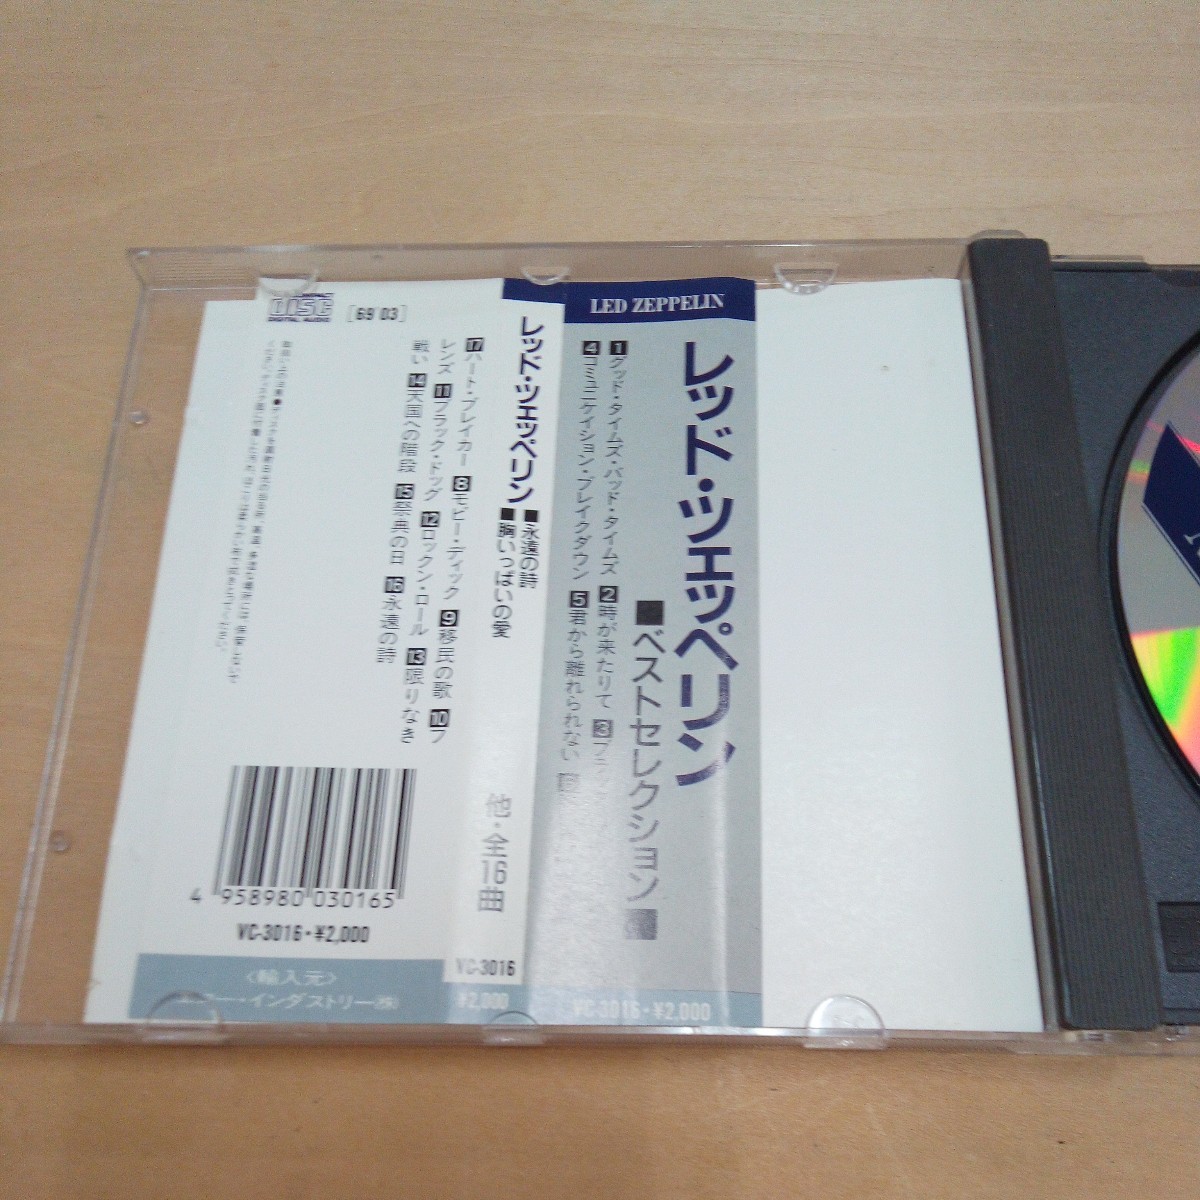 LED ZEPPELIN
レッド・ツェッペリン
■ベストセレクション■
1グッド・タイムズ・バッド・タイムズ 2時が来たりて 3
4コミュニケイション・ブレイクダウン 5君から離れられない
VC-3016・¥2,000
レッド・ツェッペリン
■永遠の詩
■胸いっぱいの愛
他・全16曲
VC-3016
¥2,000
17ハート・ブレイカー 8モビー・ディック 9移民の歌 10フ
レンズ 11ブラック・ドッグ 12ロックン・ロール 13限りなき
戦い 14天国への階段 15祭典の日 16永遠の詩
COMPACT
DISC
DIGITAL AUDIO
[69 03]
4 958980 030165
VC-3016・¥2,000
〈輸入元〉
・インダストリー㈱